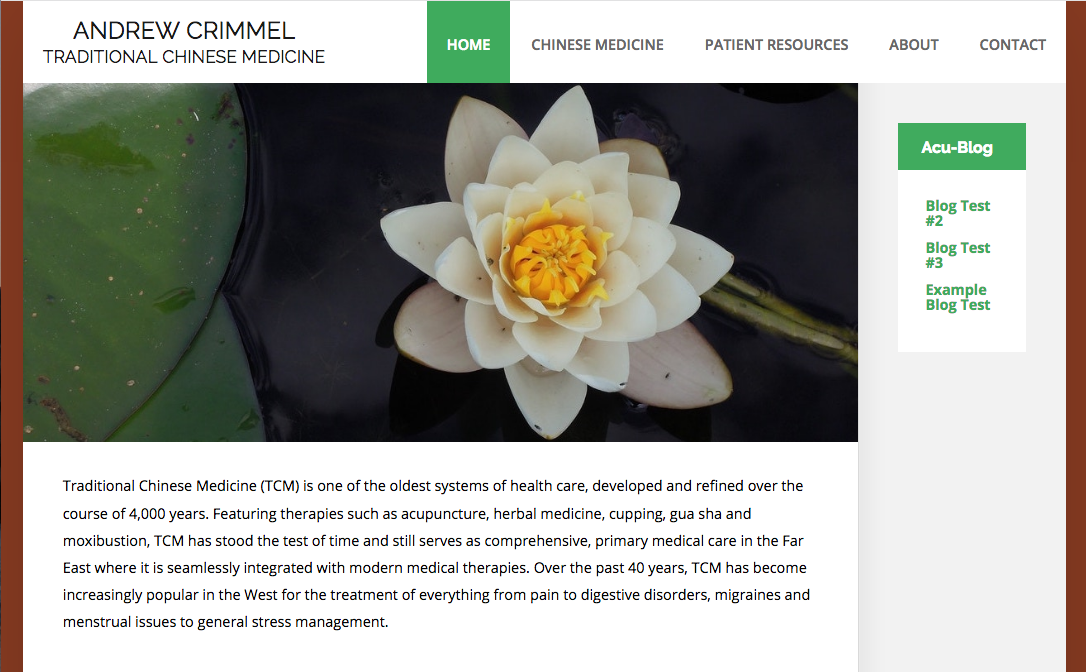 ANDREW CRIMMEL
TRADITIONAL CHINESE MEDICINE
HOME
CHINESE MEDICINE
PATIENT RESOURCES
ABOUT
CONTACT
Acu-Blog
Blog Test
#2
Blog Test
#3
Example
Blog Test
Traditional Chinese Medicine (TCM) is one of the oldest systems of health care, developed and refined over the
course of 4,000 years. Featuring therapies such as acupuncture, herbal medicine, cupping, gua sha and
moxibustion, TCM has stood the test of time and still serves as comprehensive, primary medical care in the Far
East where it is seamlessly integrated with modern medical therapies. Over the past 40 years, TCM has become
increasingly popular in the West for the treatment of everything from pain to digestive disorders, migraines and
menstrual issues to general stress management.